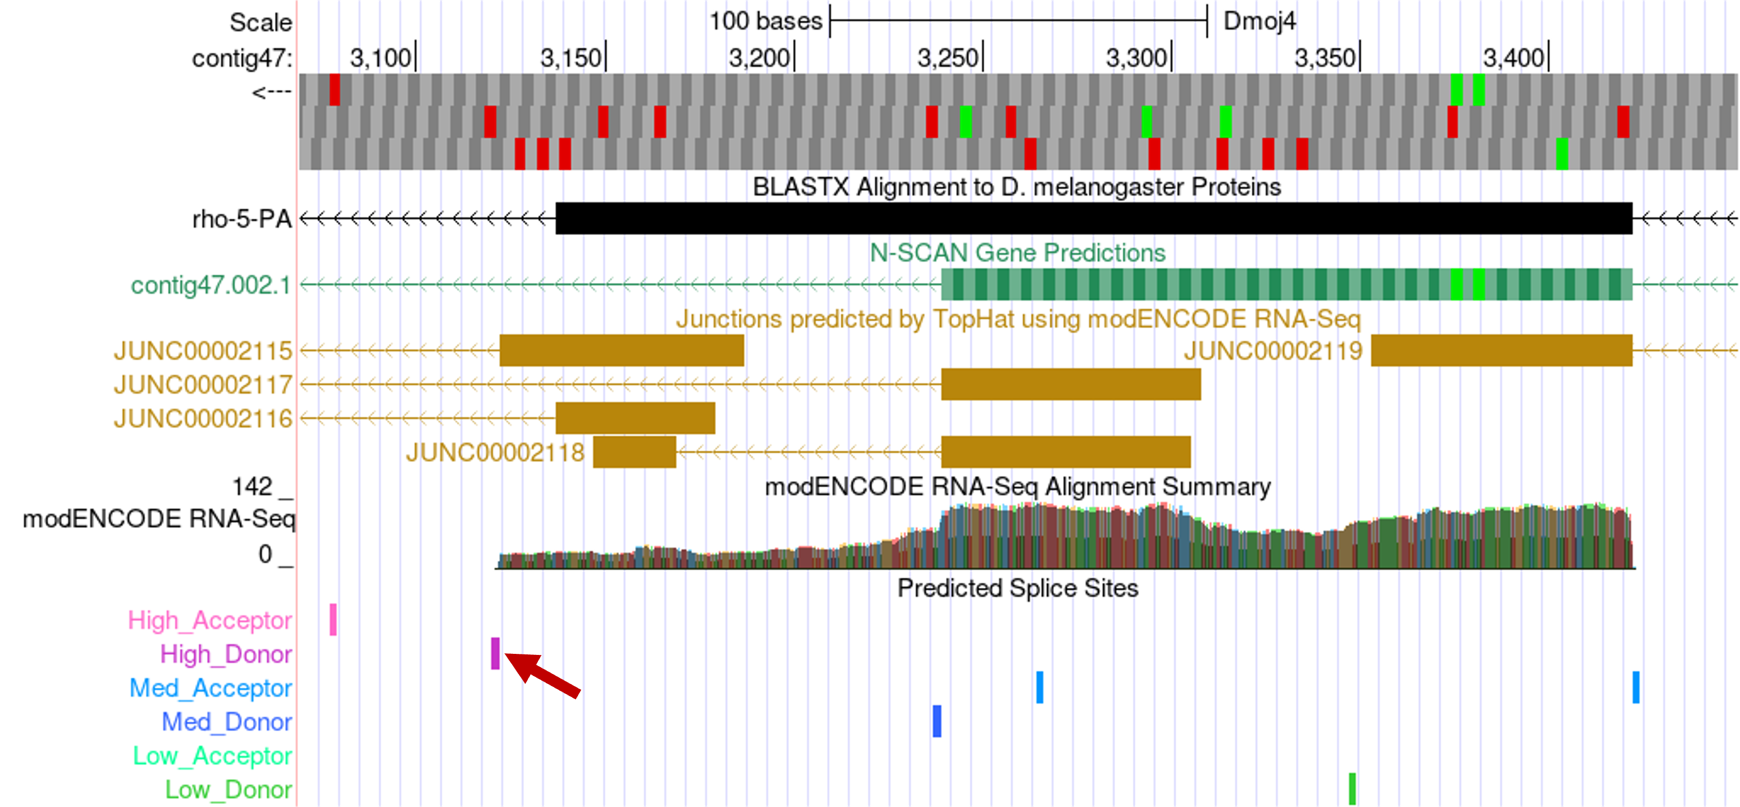 Scale 100 bases Dmoj4
contig47: 3,100 3,150 3,200 3,250 3,300 3,350 3,400
<---
BLASTX Alignment to D. melanogaster Proteins
rho-5-PA
N-SCAN Gene Predictions
contig47.002.1
Junctions predicted by TopHat using modENCODE RNA-Seq
JUNC00002115 JUNC00002119
JUNC00002117
JUNC00002116
JUNC00002118
142 _ modENCODE RNA-Seq Alignment Summary
modENCODE RNA-Seq
0 _
Predicted Splice Sites
High_Acceptor
High_Donor
Med_Acceptor
Med_Donor
Low_Acceptor
Low_Donor